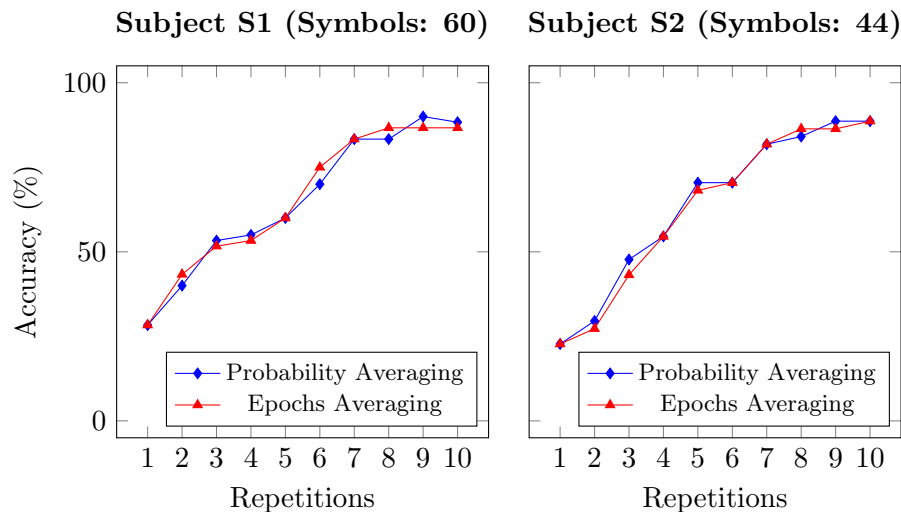 Subject S1 (Symbols: 60)
Subject S2 (Symbols: 44)
Accuracy (%)
100
50
0
Probability Averaging
Epochs Averaging
1 2 3 4 5 6 7 8 9 10
Repetitions
Probability Averaging
Epochs Averaging
1 2 3 4 5 6 7 8 9 10
Repetitions